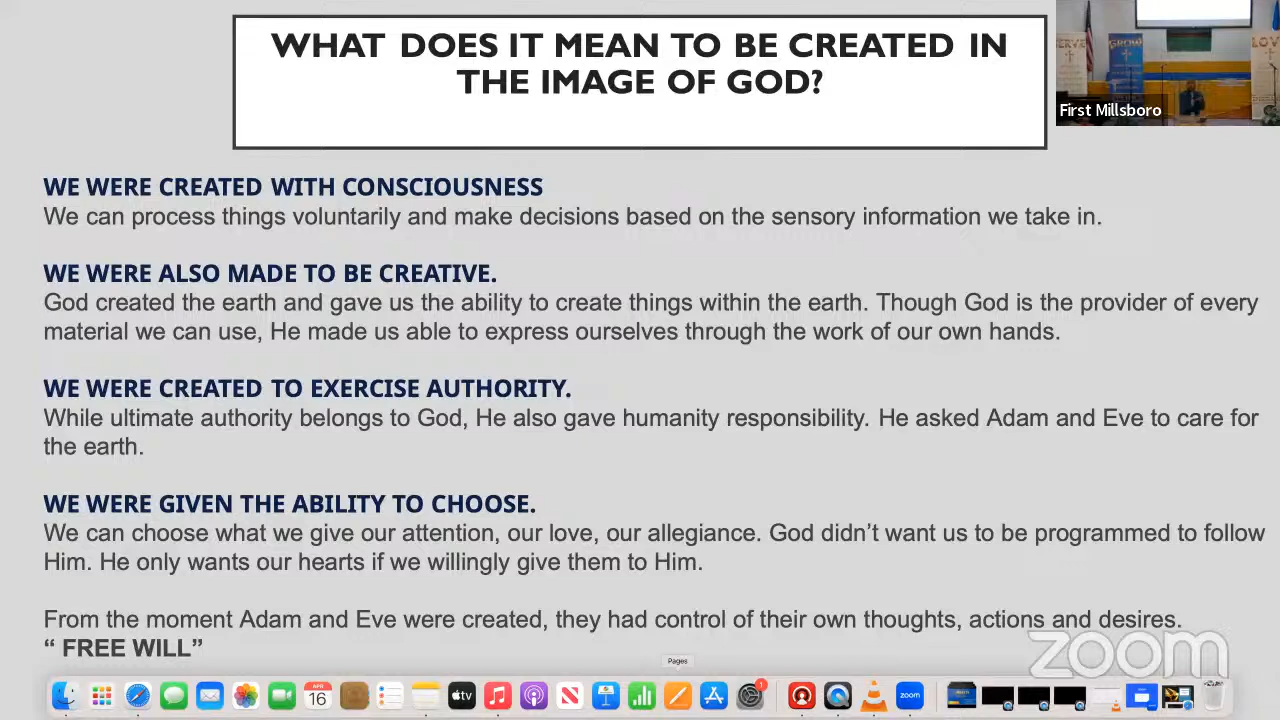 WHAT DOES IT MEAN TO BE CREATED IN
THE IMAGE OF GOD?
GROW
LOVE
First Millsboro
WE WERE CREATED WITH CONSCIOUSNESS
We can process things voluntarily and make decisions based on the sensory information we take in.
WE WERE ALSO MADE TO BE CREATIVE.
God created the earth and gave us the ability to create things within the earth. Though God is the provider of every
material we can use, He made us able to express ourselves through the work of our own hands.
WE WERE CREATED TO EXERCISE AUTHORITY.
While ultimate authority belongs to God, He also gave humanity responsibility. He asked Adam and Eve to care for
the earth.
WE WERE GIVEN THE ABILITY TO CHOOSE.
We can choose what we give our attention, our love, our allegiance. God didn’t want us to be programmed to follow
Him. He only wants our hearts if we willingly give them to Him.
From the moment Adam and Eve were created, they had control of their own thoughts, actions and desires.
“ FREE WILL”
zoom
Pages
APR
16
tv
1
zoom